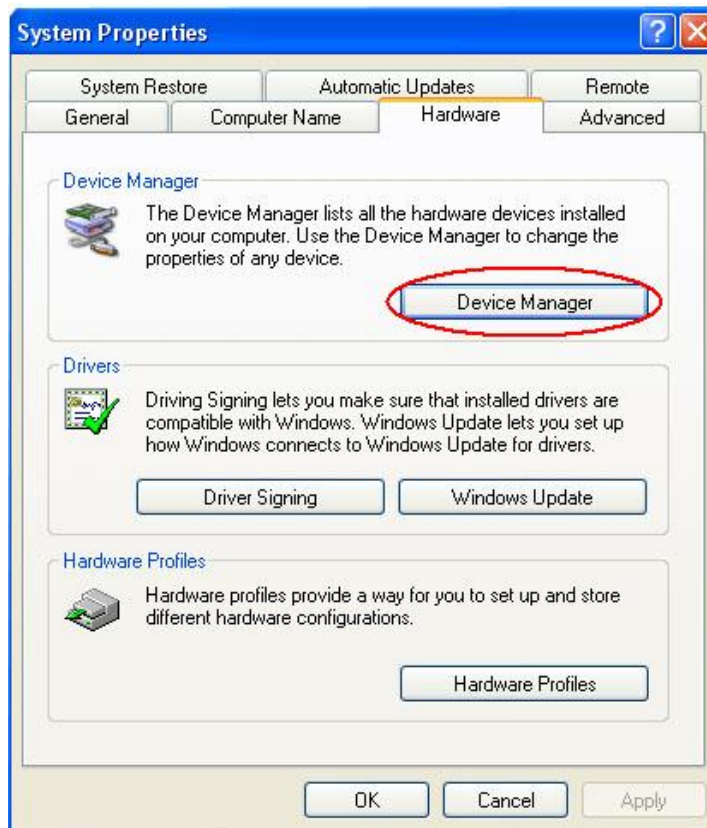 System Properties
System Restore Automatic Updates Remote
General Computer Name Hardware Advanced
Device Manager
The Device Manager lists all the hardware devices installed
on your computer. Use the Device Manager to change the
properties of any device.
Device Manager
Drivers
Driving Signing lets you make sure that installed drivers are
compatible with Windows. Windows Update lets you set up
how Windows connects to Windows Update for drivers.
Driver Signing Windows Update
Hardware Profiles
Hardware profiles provide a way for you to set up and store
different hardware configurations.
Hardware Profiles
OK Cancel Apply